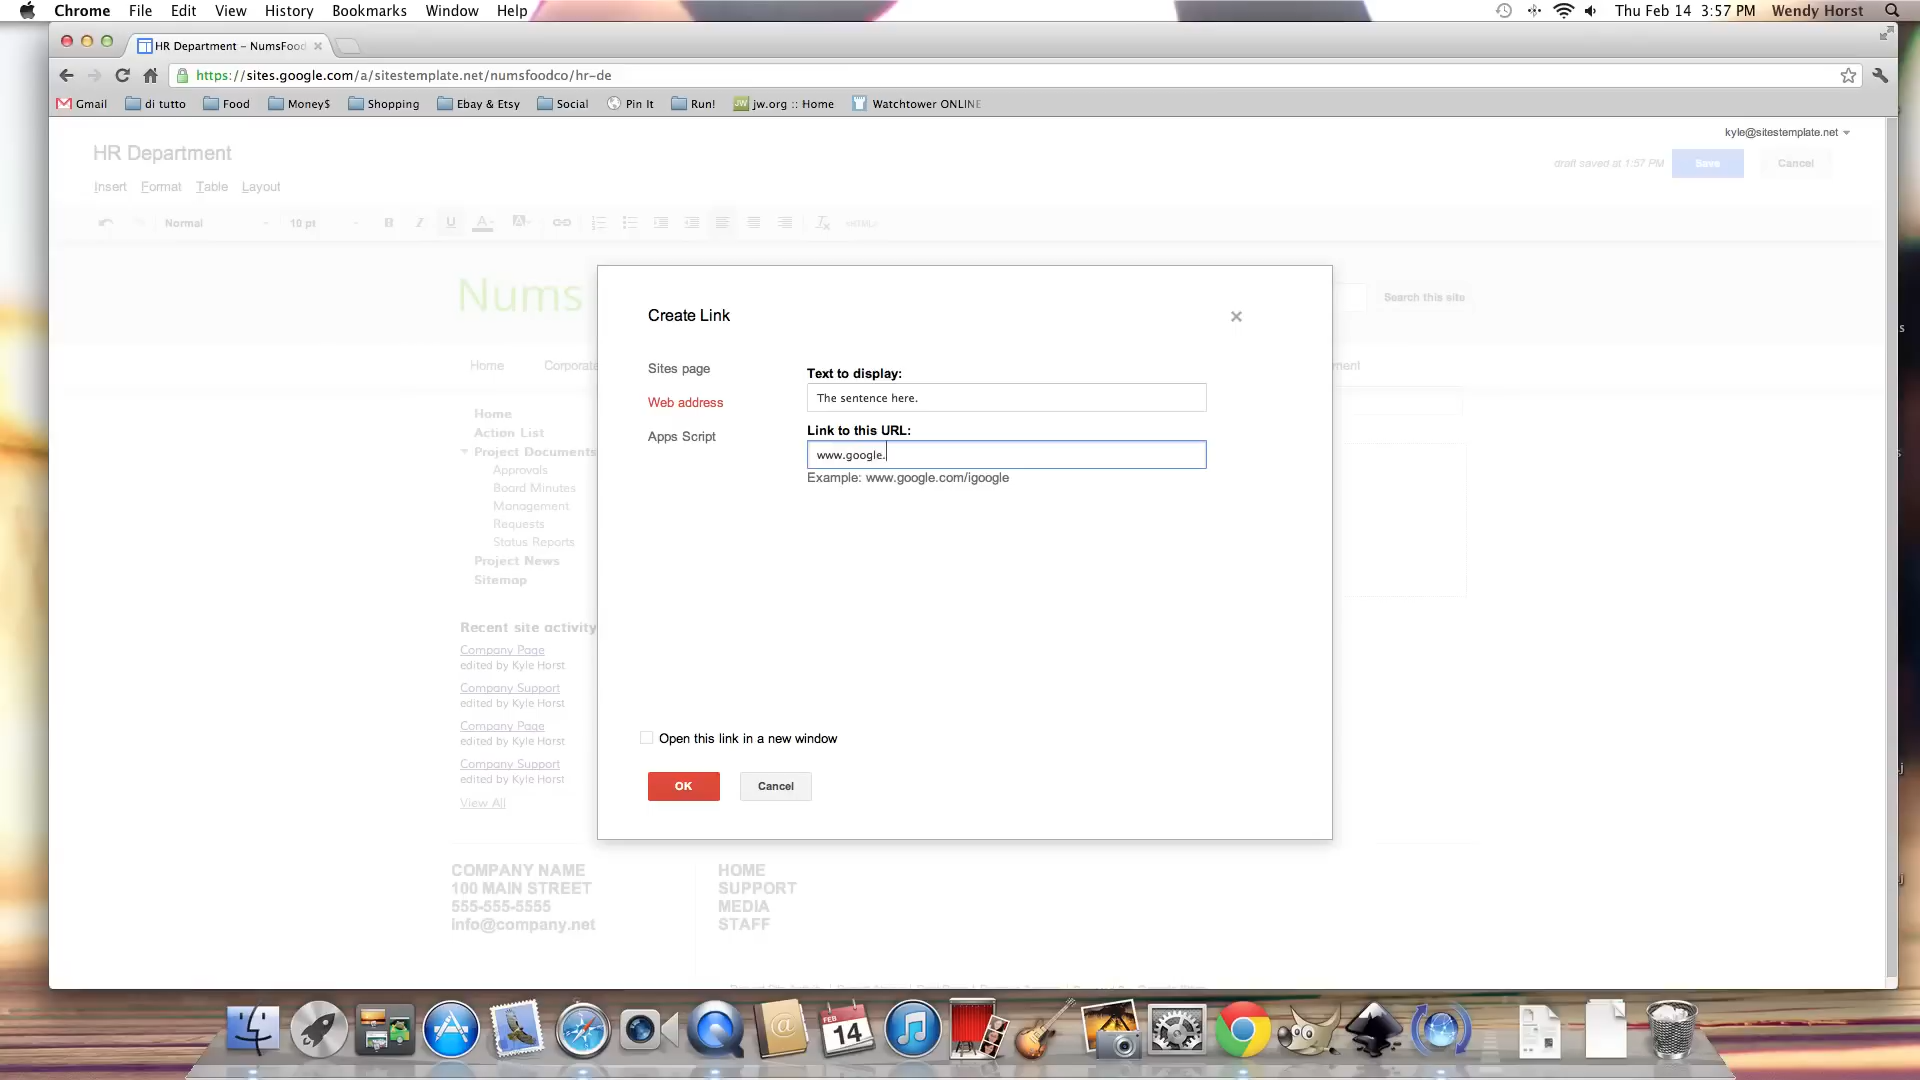 Chrome File Edit View History Bookmarks Window Help Thu Feb 14 3:57 PM Wendy Horst
HR Department – NumsFood
https://sites.google.com/a/sitestemplate.net/numsfoodco/hr-de
Gmail di tutto Food Money$ Shopping Ebay & Etsy Social Pin It Run! jw.org :: Home Watchtower ONLINE
kyle@sitestemplate.net
HR Department
draft saved at 1:57 PM Save Cancel
Insert Format Table Layout
Normal 10 pt B I U A A <HTML>
Nums
Search this site
Home Corporate ment
Home
Action List
Project Documents
Approvals
Board Minutes
Management
Requests
Status Reports
Project News
Sitemap
Recent site activity
Company Page
edited by Kyle Horst
Company Support
edited by Kyle Horst
Company Page
edited by Kyle Horst
Company Support
edited by Kyle Horst
View All
Create Link
Sites page
Web address
Apps Script
Text to display:
The sentence here.
Link to this URL:
www.google.
Example: www.google.com/igoogle
Open this link in a new window
OK Cancel
COMPANY NAME
100 MAIN STREET
555-555-5555
info@company.net
HOME
SUPPORT
MEDIA
STAFF
FEB
14